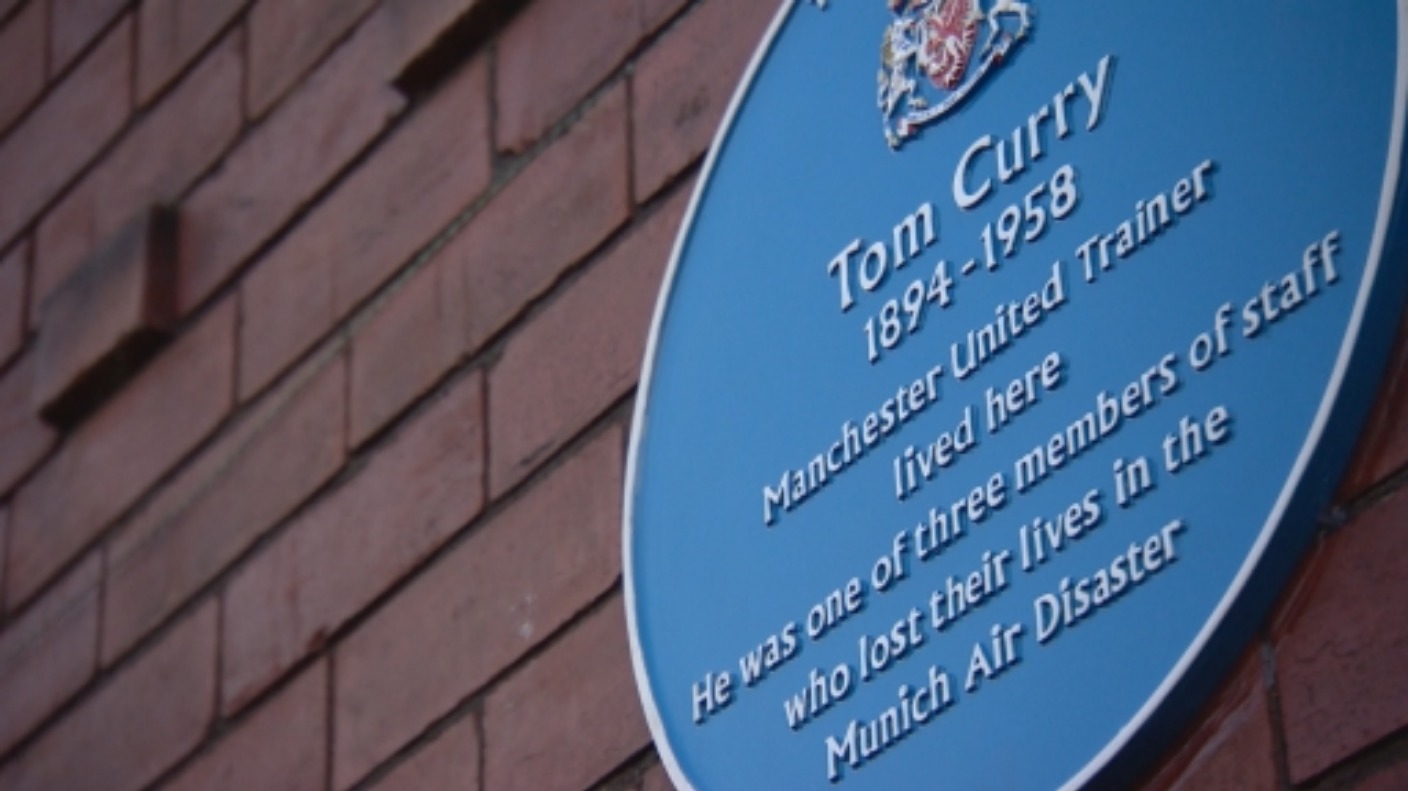 Tom Curry
1894-1958
Manchester United Trainer
lived here
He was one of three members of staff
who lost their lives in the
Munich Air Disaster